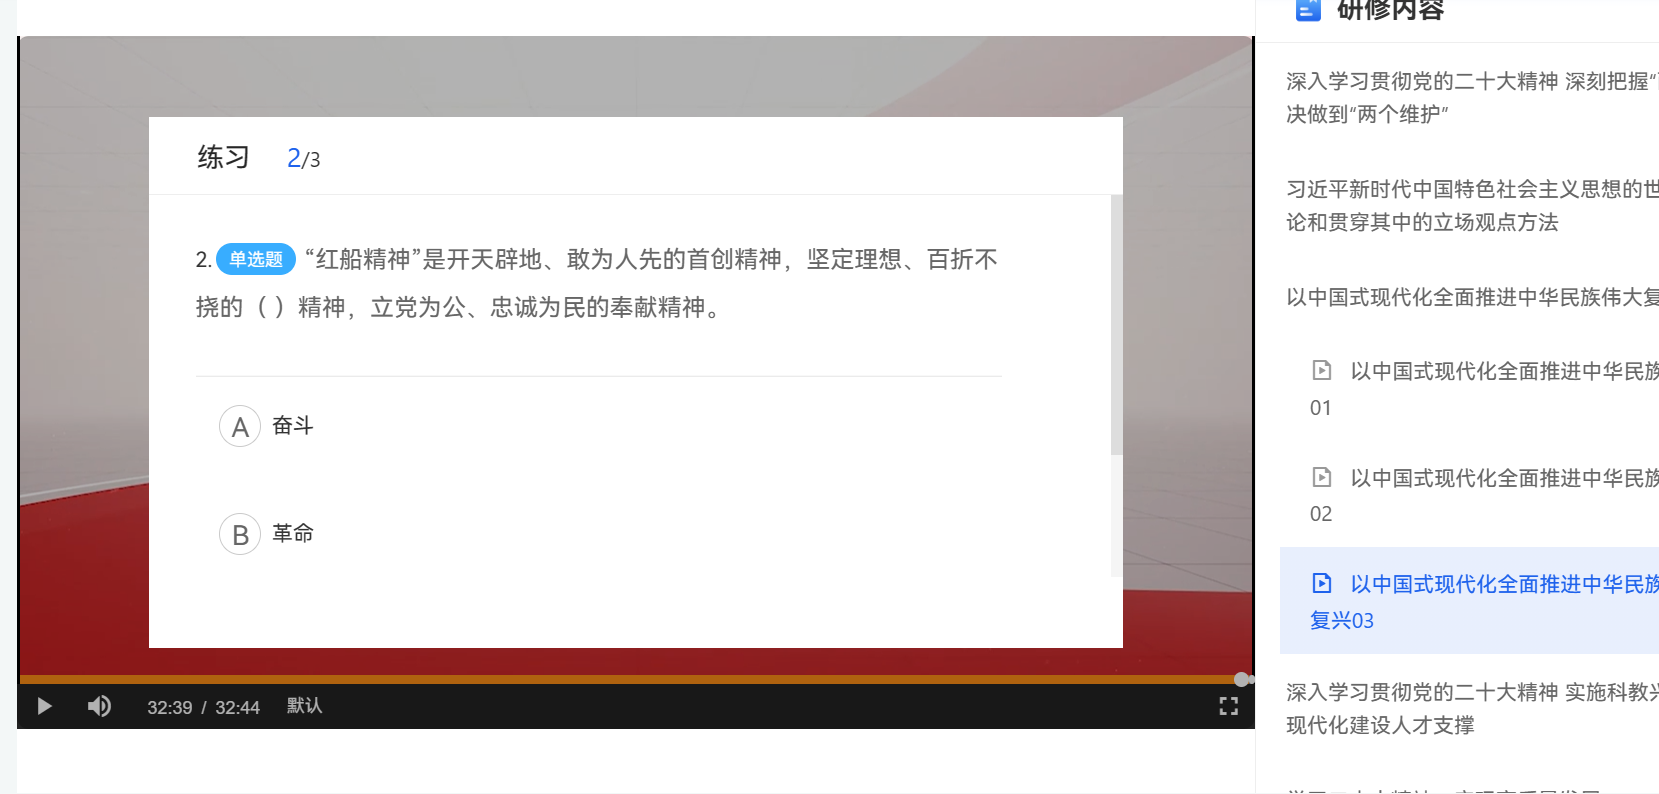 研修内容
练习 2/3
2. 单选题 “红船精神”是开天辟地、敢为人先的首创精神，坚定理想、百折不
挠的（ ）精神，立党为公、忠诚为民的奉献精神。
A 奋斗
B 革命
32:39 / 32:44 默认
深入学习贯彻党的二十大精神 深刻把握“
决做到“两个维护”
习近平新时代中国特色社会主义思想的世
论和贯穿其中的立场观点方法
以中国式现代化全面推进中华民族伟大复
以中国式现代化全面推进中华民族
01
以中国式现代化全面推进中华民族
02
以中国式现代化全面推进中华民族
复兴03
深入学习贯彻党的二十大精神 实施科教兴
现代化建设人才支撑